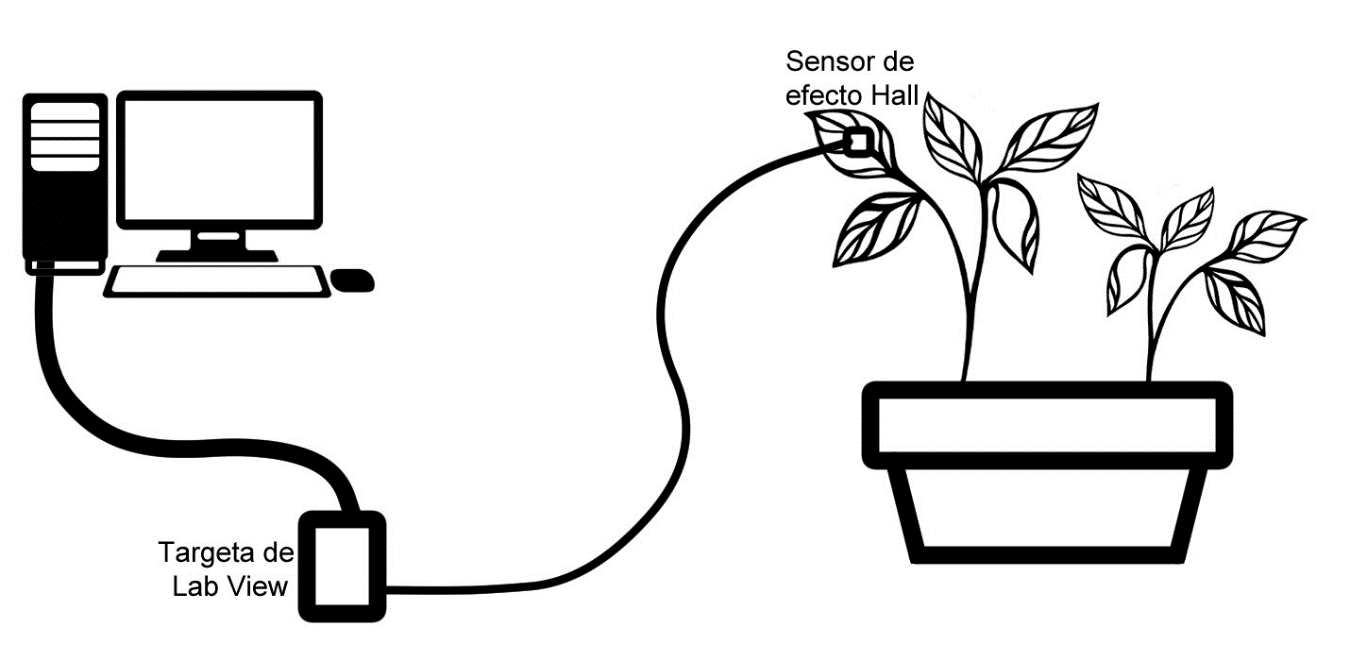 Sensor de
efecto Hall
Targeta de
Lab View